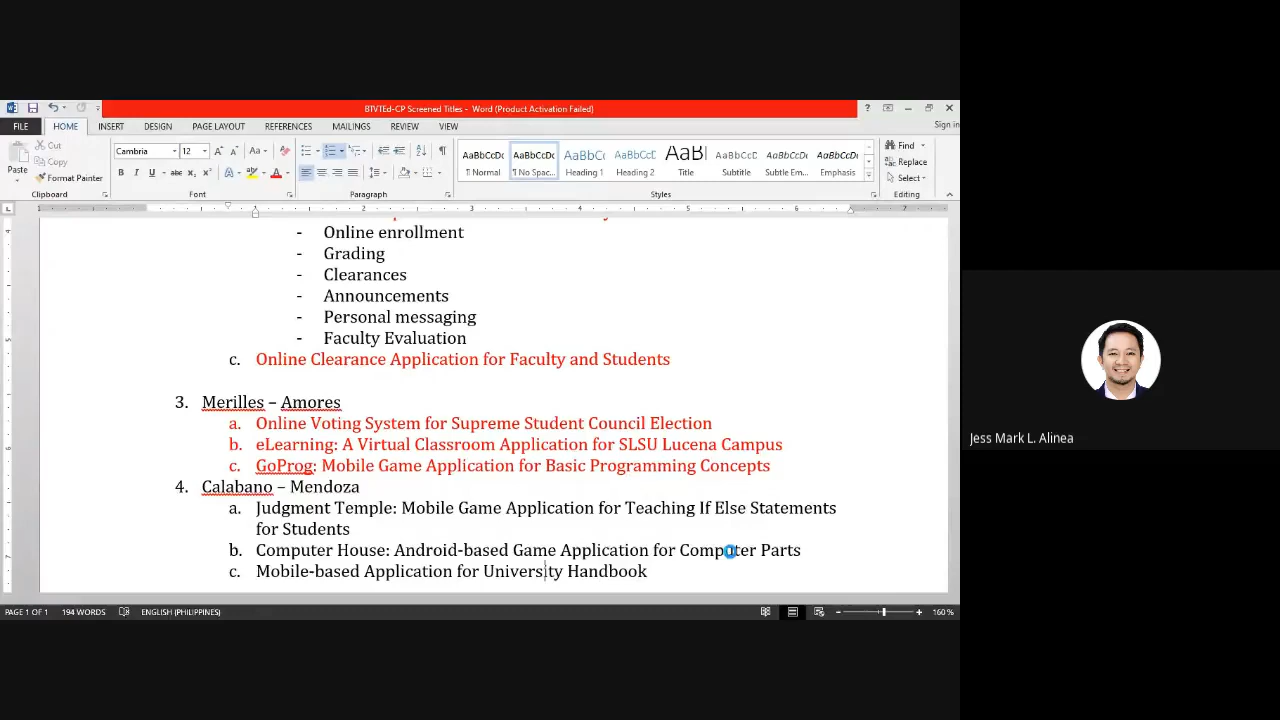 BTVTEd-CP Screened Titles - Word (Product Activation Failed)
FILE HOME INSERT DESIGN PAGE LAYOUT REFERENCES MAILINGS REVIEW VIEW Sign in
Paste Cut Copy Format Painter
Clipboard
Cambria 12
Font
Paragraph
AaBbCcDc AaBbCcDc AaBbCc AaBbCcD AaBl AaBbCcD AaBbCcDc AaBbCcDc
¶ Normal ¶ No Spac... Heading 1 Heading 2 Title Subtitle Subtle Em... Emphasis
Styles
Find
Replace
Select
Editing
- Online enrollment
- Grading
- Clearances
- Announcements
- Personal messaging
- Faculty Evaluation
c. Online Clearance Application for Faculty and Students
3. Merilles – Amores
a. Online Voting System for Supreme Student Council Election
b. eLearning: A Virtual Classroom Application for SLSU Lucena Campus
c. GoProg: Mobile Game Application for Basic Programming Concepts
4. Calabano – Mendoza
a. Judgment Temple: Mobile Game Application for Teaching If Else Statements
for Students
b. Computer House: Android-based Game Application for Computer Parts
c. Mobile-based Application for University Handbook
PAGE 1 OF 1 194 WORDS ENGLISH (PHILIPPINES) 160 %
Jess Mark L. Alinea